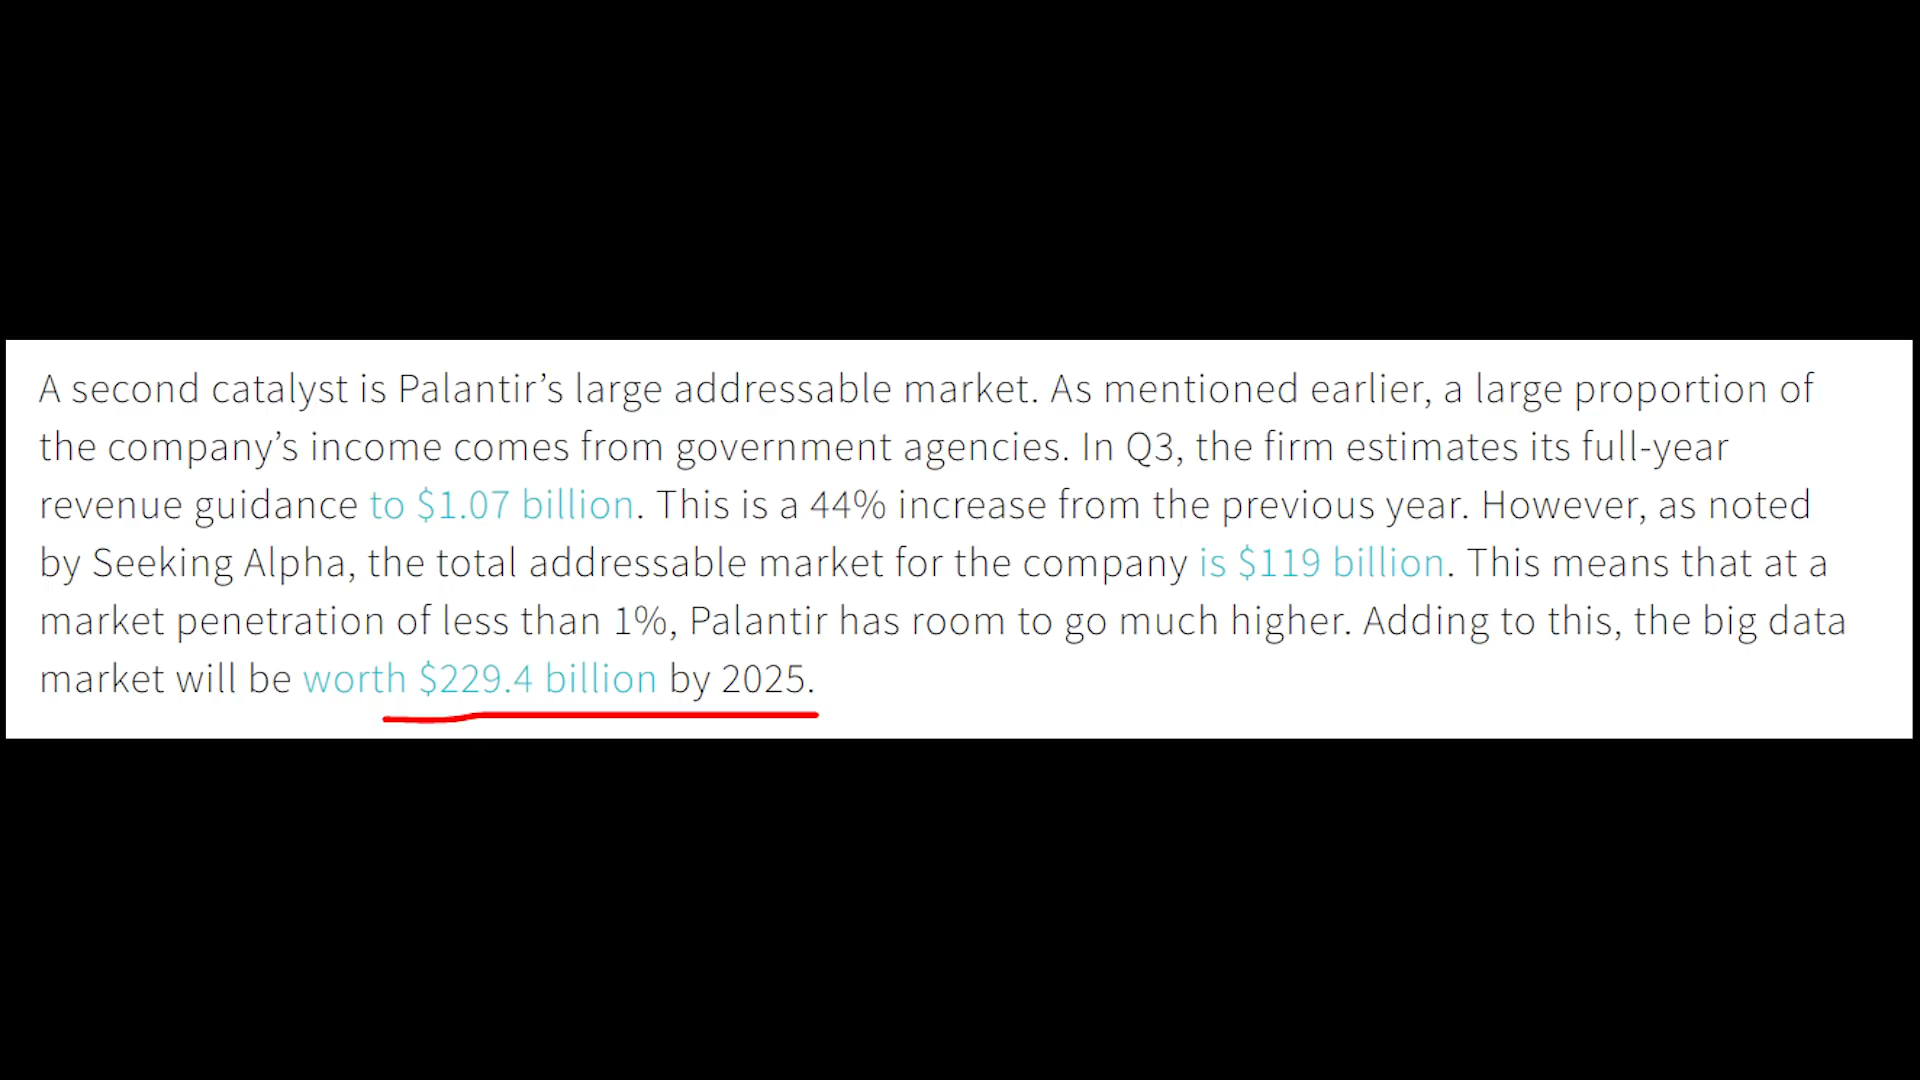 A second catalyst is Palantir’s large addressable market. As mentioned earlier, a large proportion of
the company’s income comes from government agencies. In Q3, the firm estimates its full-year
revenue guidance to $1.07 billion. This is a 44% increase from the previous year. However, as noted
by Seeking Alpha, the total addressable market for the company is $119 billion. This means that at a
market penetration of less than 1%, Palantir has room to go much higher. Adding to this, the big data
market will be worth $229.4 billion by 2025.